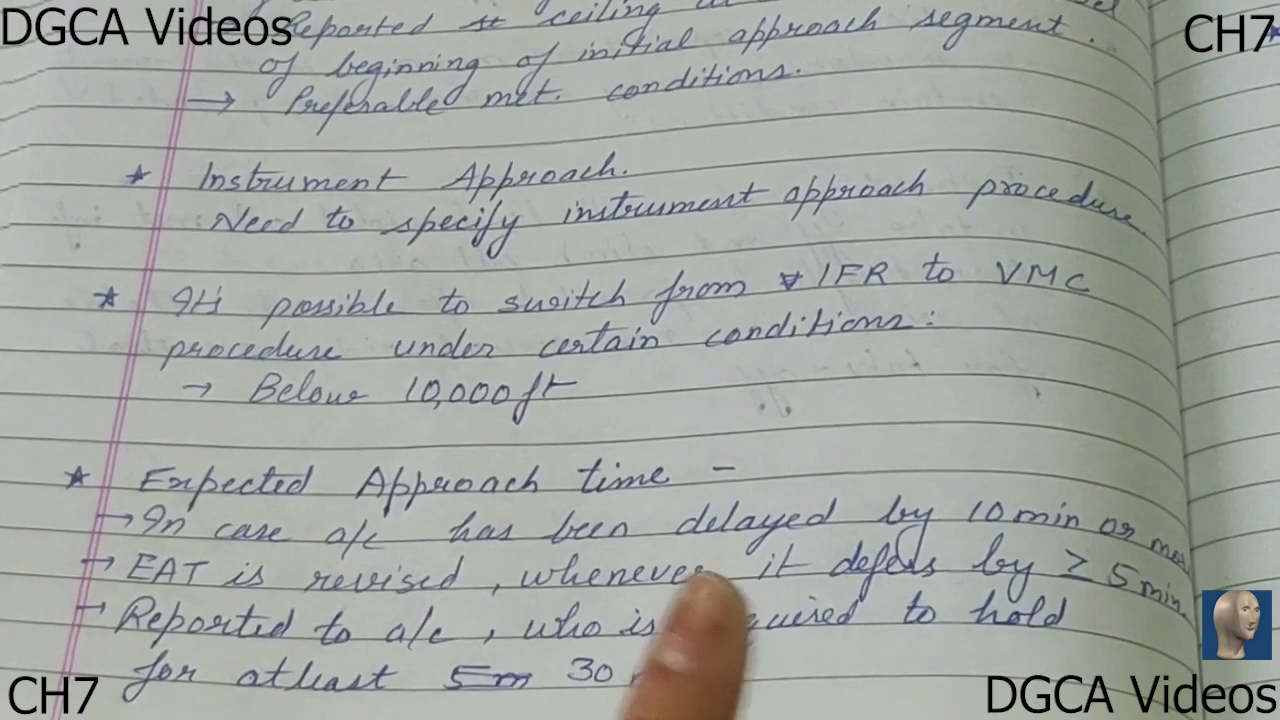 DGCA Videos
CH7
Reported ceiling
of beginning of initial approach segment.
→ Preferable met. conditions.
* Instrument Approach.
Need to specify instrument approach procedure
* It is possible to switch from IFR to VMC
procedure under certain conditions:
→ Below 10,000ft
* Expected Approach time -
→ In case a/c has been delayed by 10 min or more
→ EAT is revised, whenever it defers by ≥ 5 min.
→ Reported to a/c, who is to hold
for atleast 30
CH7
DGCA Videos